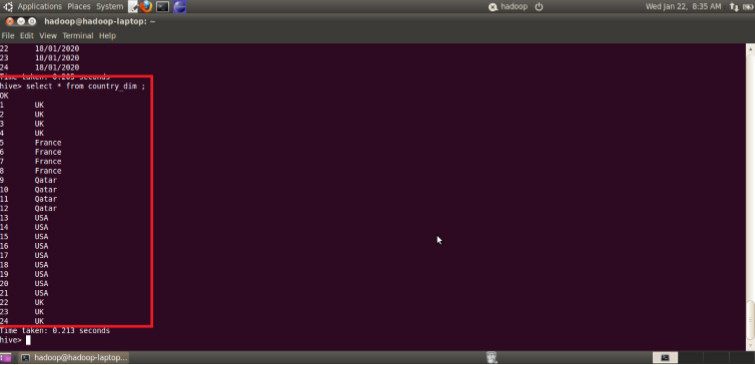 Applications Places System hadoop Wed Jan 22, 8:35 AM
hadoop@hadoop-laptop: ~
File Edit View Terminal Help
22 18/01/2020
23 18/01/2020
24 18/01/2020
Time taken: 0.205 seconds
hive> select * from country_dim ;
OK
1 UK
2 UK
3 UK
4 UK
5 France
6 France
7 France
8 France
9 Qatar
10 Qatar
11 Qatar
12 Qatar
13 USA
14 USA
15 USA
16 USA
17 USA
18 USA
19 USA
20 USA
21 USA
22 UK
23 UK
24 UK
Time taken: 0.213 seconds
hive>
hadoop@hadoop-laptop...